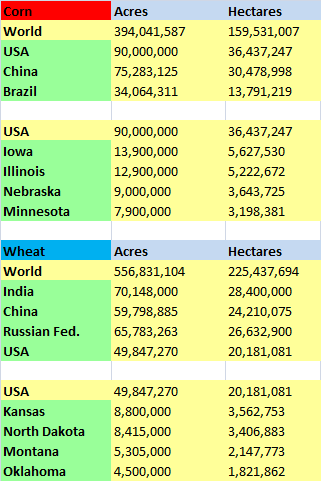 Corn Acres Hectares
World 394,041,587 159,531,007
USA 90,000,000 36,437,247
China 75,283,125 30,478,998
Brazil 34,064,311 13,791,219
USA 90,000,000 36,437,247
Iowa 13,900,000 5,627,530
Illinois 12,900,000 5,222,672
Nebraska 9,000,000 3,643,725
Minnesota 7,900,000 3,198,381
Wheat Acres Hectares
World 556,831,104 225,437,694
India 70,148,000 28,400,000
China 59,798,885 24,210,075
Russian Fed. 65,783,263 26,632,900
USA 49,847,270 20,181,081
USA 49,847,270 20,181,081
Kansas 8,800,000 3,562,753
North Dakota 8,415,000 3,406,883
Montana 5,305,000 2,147,773
Oklahoma 4,500,000 1,821,862